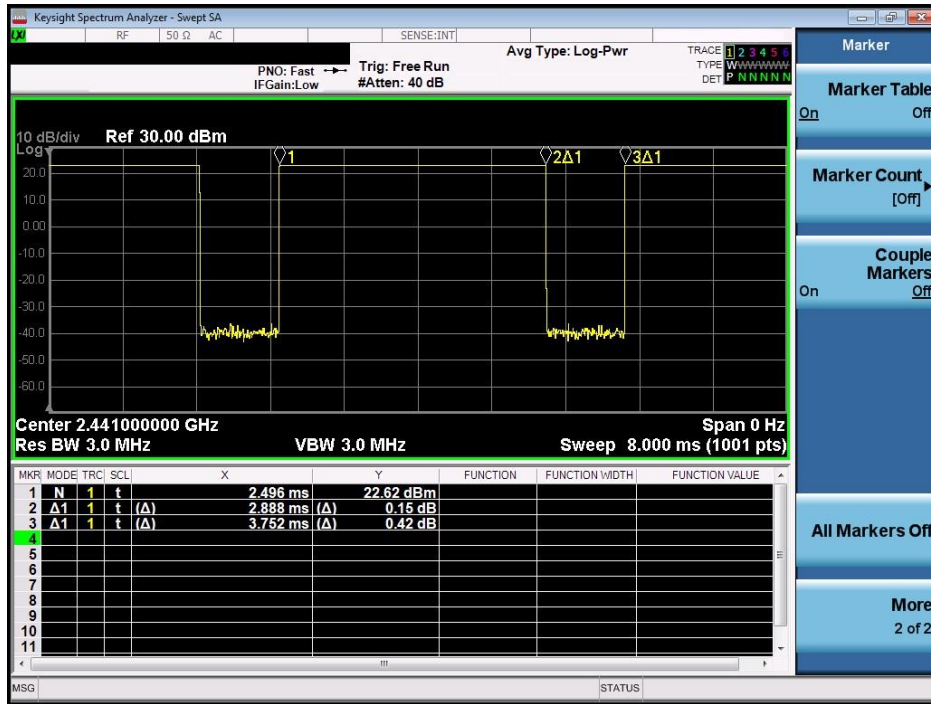 Keysight Spectrum Analyzer - Swept SA
LXI RF 50 Ω AC SENSE:INT
Marker
Avg Type: Log-Pwr
TRACE 1 2 3 4 5 6
PNO: Fast Trig: Free Run
TYPE WWWWWW
IFGain:Low #Atten: 40 dB
DET P N N N N N
Marker Table
On Off
10 dB/div Ref 30.00 dBm
Log
1 2Δ1 3Δ1
20.0
10.0
0.00
-10.0
-20.0
-30.0
-40.0
-50.0
-60.0
Marker Count
[Off]
Couple
Markers
On Off
Center 2.441000000 GHz Span 0 Hz
Res BW 3.0 MHz VBW 3.0 MHz Sweep 8.000 ms (1001 pts)
MKR MODE TRC SCL X Y FUNCTION FUNCTION WIDTH FUNCTION VALUE
1 N 1 t 2.496 ms 22.62 dBm
2 Δ1 1 t (Δ) 2.888 ms (Δ) 0.15 dB
3 Δ1 1 t (Δ) 3.752 ms (Δ) 0.42 dB
4
5
6
7
8
9
10
11
All Markers Off
More
2 of 2
MSG STATUS